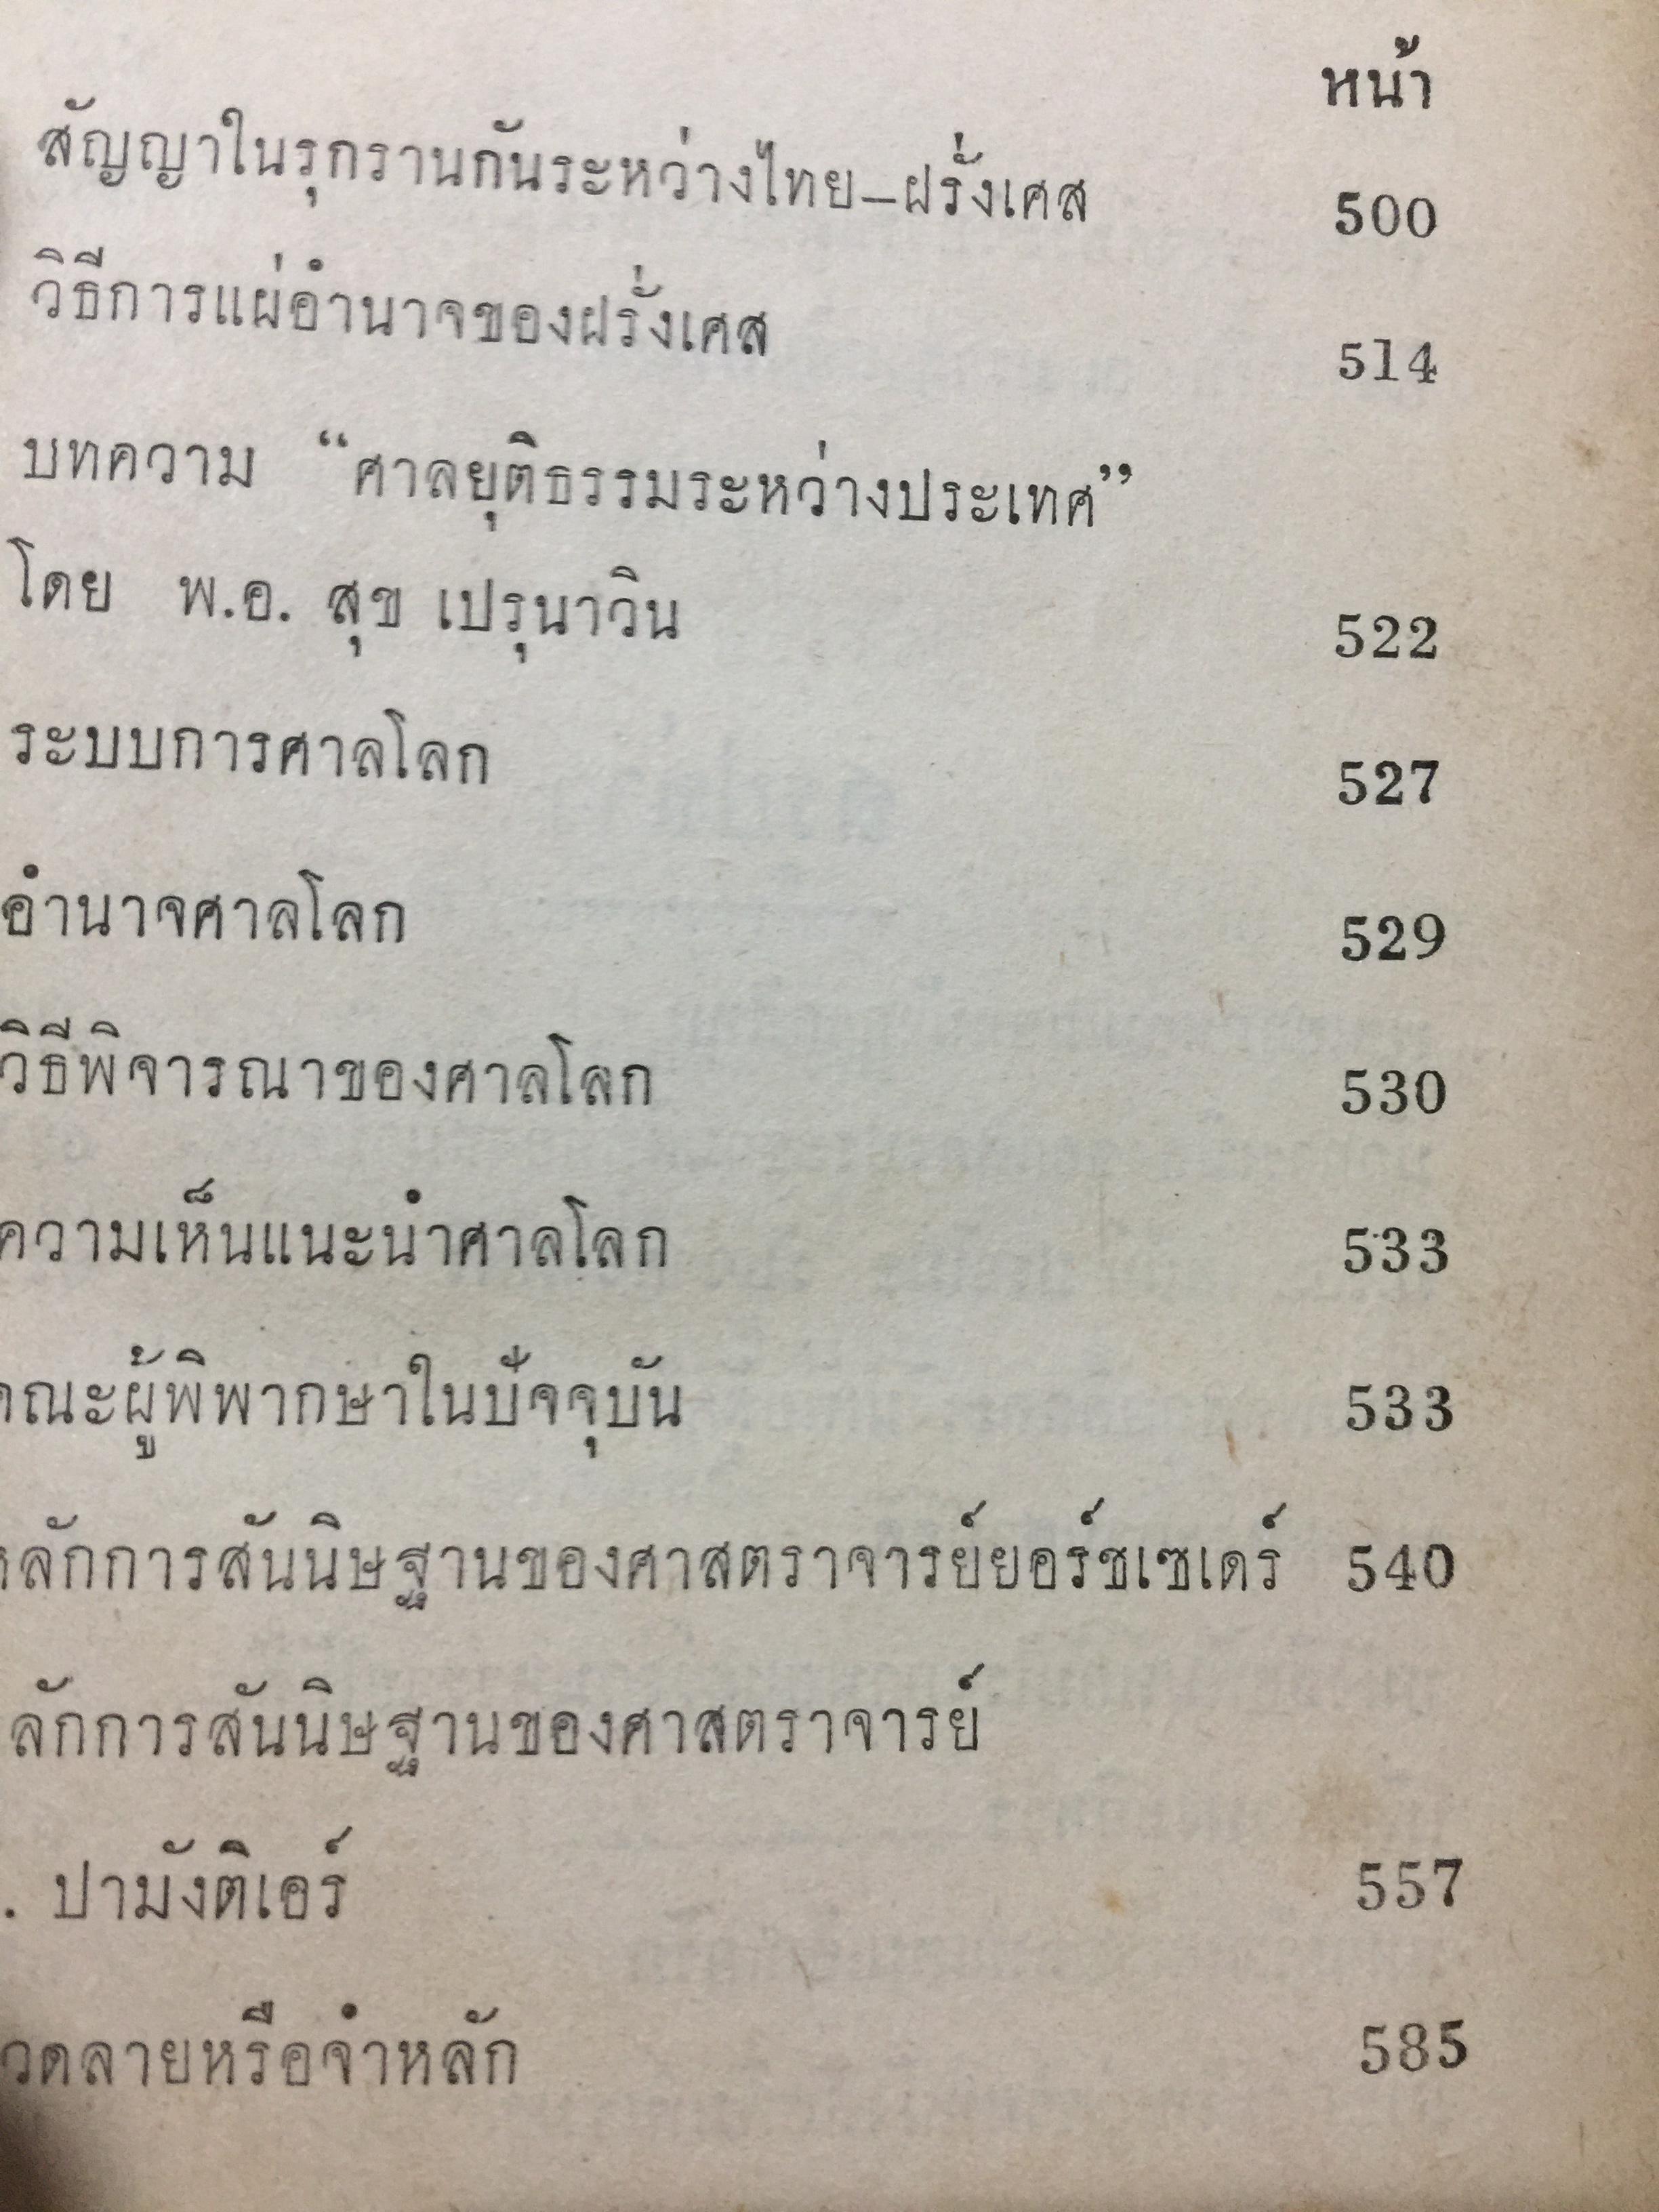 หน้า
สัญญาในรุกรานกันระหว่างไทย–ฝรั่งเศส 500
วิธีการแผ่อำนาจของฝรั่งเศส 514
บทความ “ศาลยุติธรรมระหว่างประเทศ”
โดย พ.อ. สุข เปรุนาวิน 522
ระบบการศาลโลก 527
อำนาจศาลโลก 529
วิธีพิจารณาของศาลโลก 530
ความเห็นแนะนำศาลโลก 533
คณะผู้พิพากษาในปัจจุบัน 533
หลักการสันนิษฐานของศาสตราจารย์ยอร์ชเซเดร์ 540
ลักการสันนิษฐานของศาสตราจารย์
. ปามังติเอร์ 557
วดลายหรือจำหลัก 585